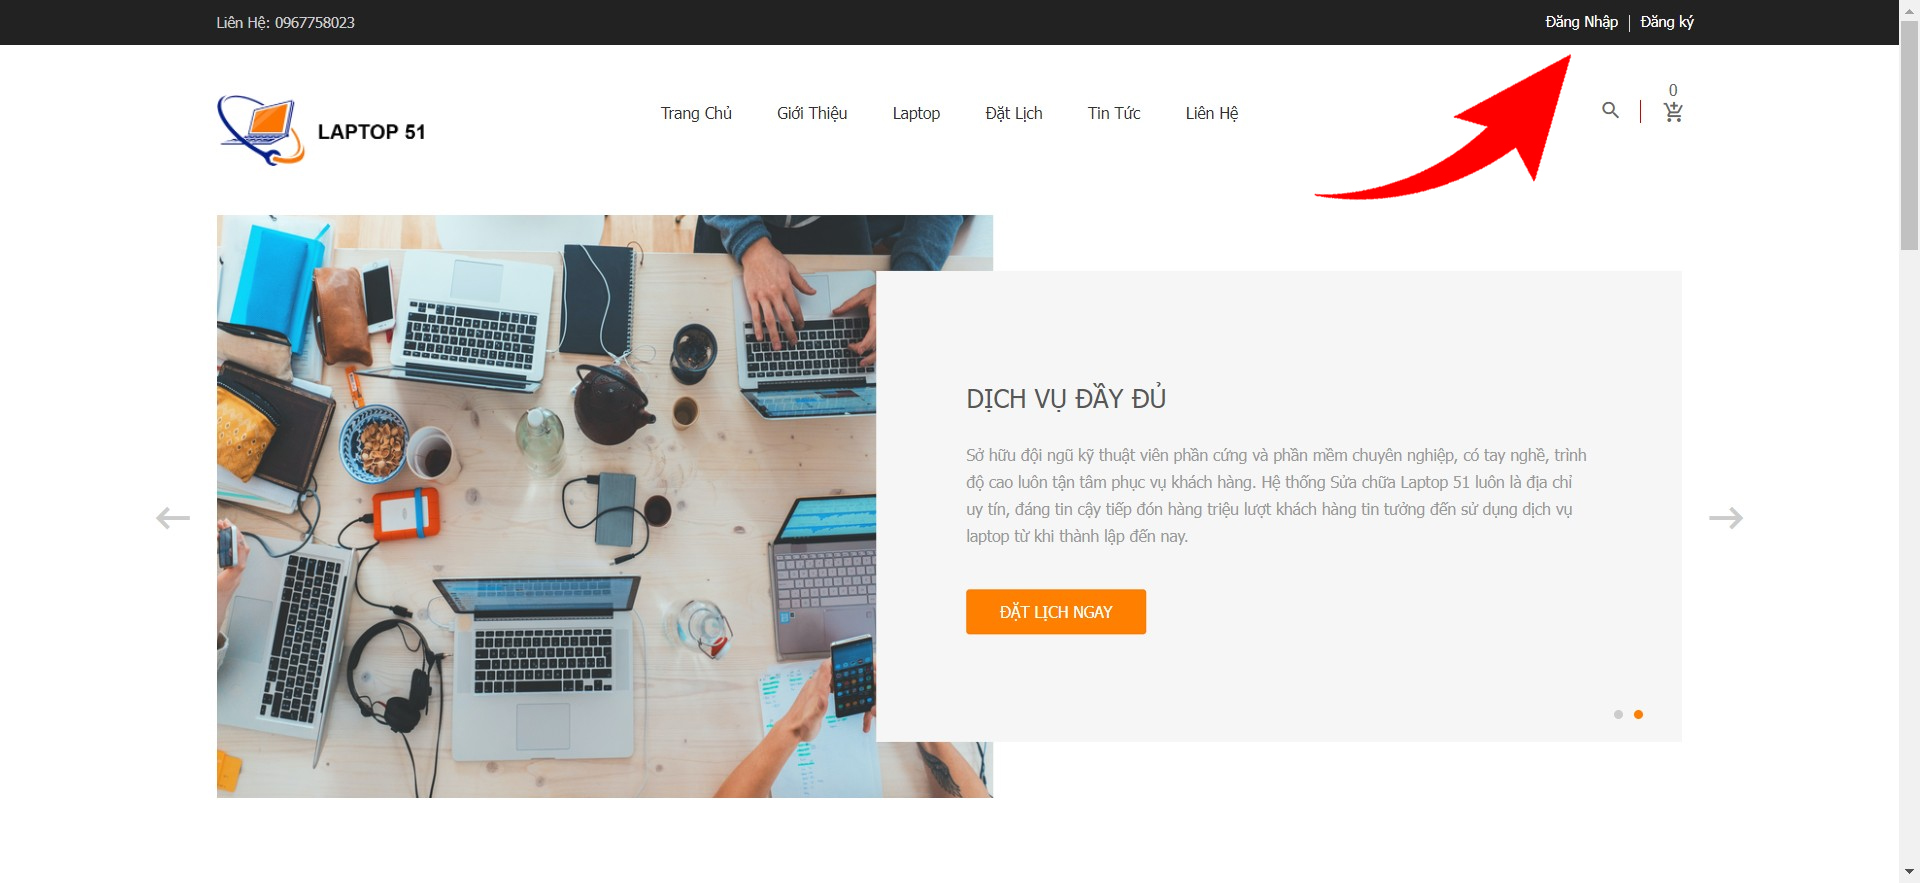 Liên Hệ: 0967758023
Đăng Nhập | Đăng ký
LAPTOP 51
Trang Chủ
Giới Thiệu
Laptop
Đặt Lịch
Tin Tức
Liên Hệ
0
DỊCH VỤ ĐẦY ĐỦ
Sở hữu đội ngũ kỹ thuật viên phần cứng và phần mềm chuyên nghiệp, có tay nghề, trình
độ cao luôn tận tâm phục vụ khách hàng. Hệ thống Sửa chữa Laptop 51 luôn là địa chỉ
uy tín, đáng tin cậy tiếp đón hàng triệu lượt khách hàng tin tưởng đến sử dụng dịch vụ
laptop từ khi thành lập đến nay.
ĐẶT LỊCH NGAY